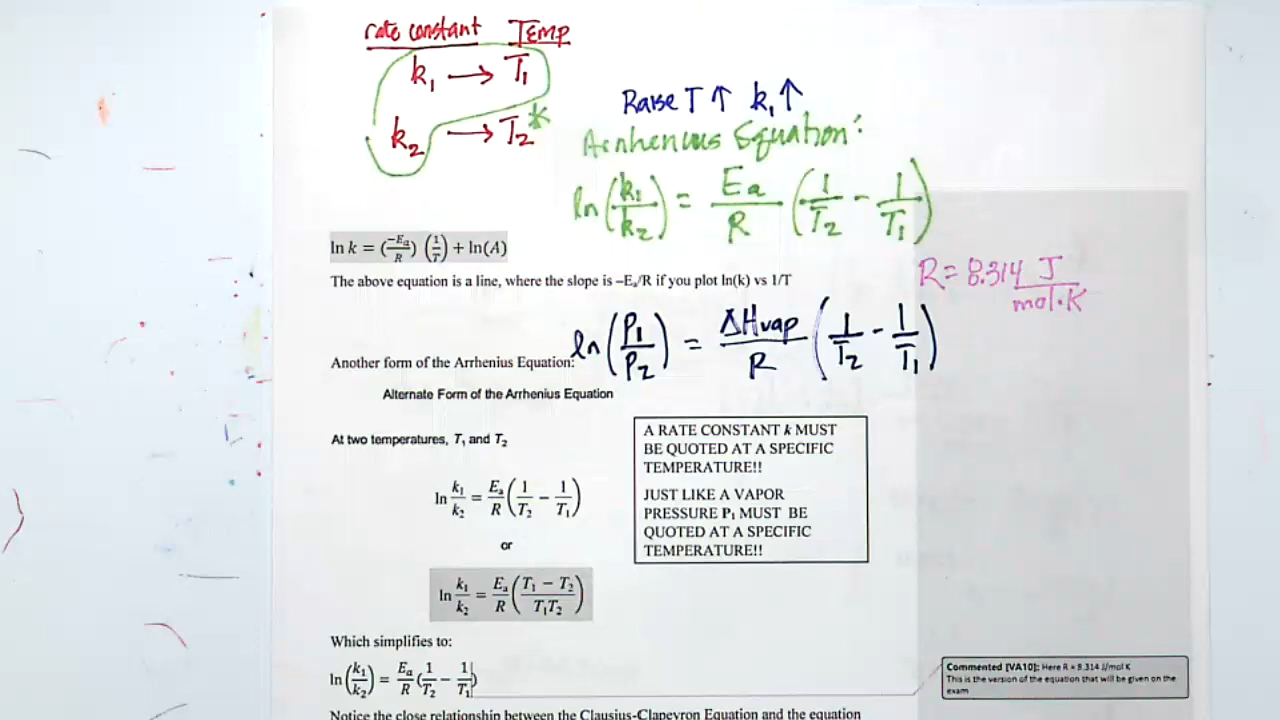 rate constant Temp
k₁ → T₁
k₂ → T₂ K
Raise T ↑ k₁ ↑
Arrhenius Equation:
ln(k₁/k₂) = Ea/R (1/T₂ − 1/T₁)
ln k = (−Eₐ/R) (1/T) + ln(A)
R = 8.314 J/mol·K
The above equation is a line, where the slope is –Eₐ/R if you plot ln(k) vs 1/T
ln(P₁/P₂) = ΔHvap/R (1/T₂ − 1/T₁)
Another form of the Arrhenius Equation:
Alternate Form of the Arrhenius Equation
At two temperatures, T₁ and T₂
ln k₁/k₂ = Eₐ/R (1/T₂ − 1/T₁)
or
ln k₁/k₂ = Eₐ/R ((T₁ − T₂)/T₁T₂)
A RATE CONSTANT k MUST
BE QUOTED AT A SPECIFIC
TEMPERATURE!!
JUST LIKE A VAPOR
PRESSURE P₁ MUST BE
QUOTED AT A SPECIFIC
TEMPERATURE!!
Which simplifies to:
ln(k₁/k₂) = Eₐ/R (1/T₂ − 1/T₁)
Commented [VA10]: Here R = 8.314 J/mol K
This is the version of the equation that will be given on the
exam
Notice the close relationship between the Clausius-Clapeyron Equation and the equation